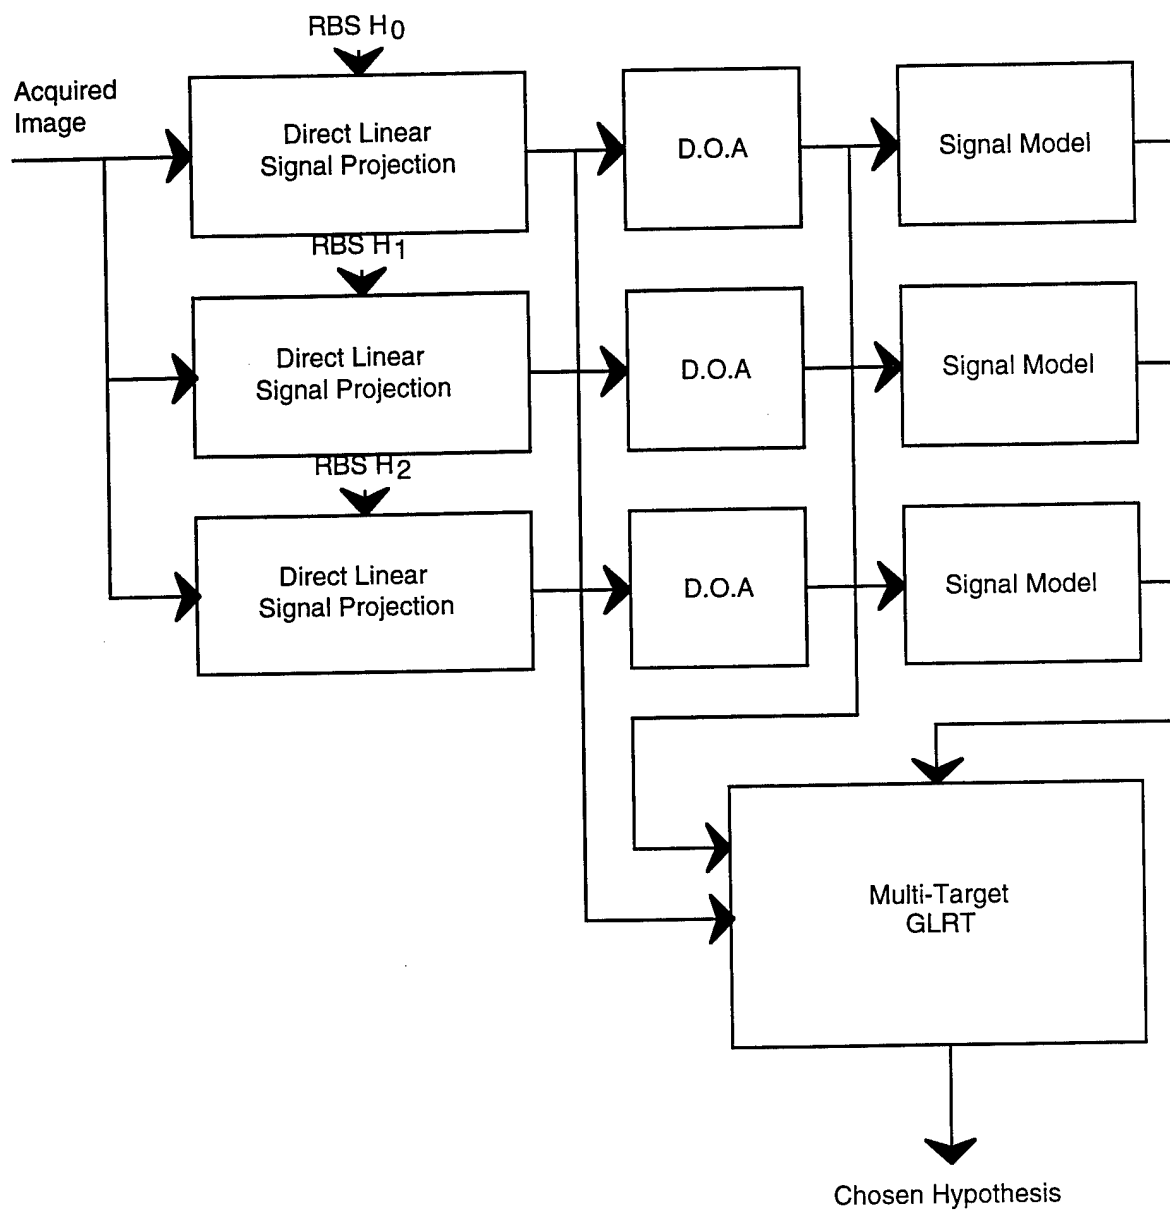 RBS H0
Acquired
Image
Direct Linear
Signal Projection
D.O.A
Signal Model
RBS H1
Direct Linear
Signal Projection
D.O.A
Signal Model
RBS H2
Direct Linear
Signal Projection
D.O.A
Signal Model
Multi-Target
GLRT
Chosen Hypothesis